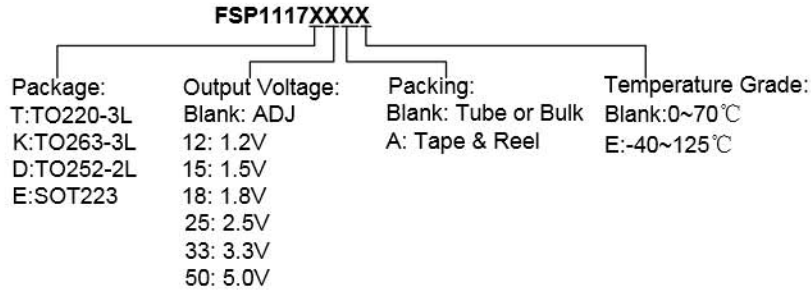 FSP1117XXXX
Package:
T:TO220-3L
K:TO263-3L
D:TO252-2L
E:SOT223
Output Voltage:
Blank: ADJ
12: 1.2V
15: 1.5V
18: 1.8V
25: 2.5V
33: 3.3V
50: 5.0V
Packing:
Blank: Tube or Bulk
A: Tape & Reel
Temperature Grade:
Blank:0~70℃
E:-40~125℃